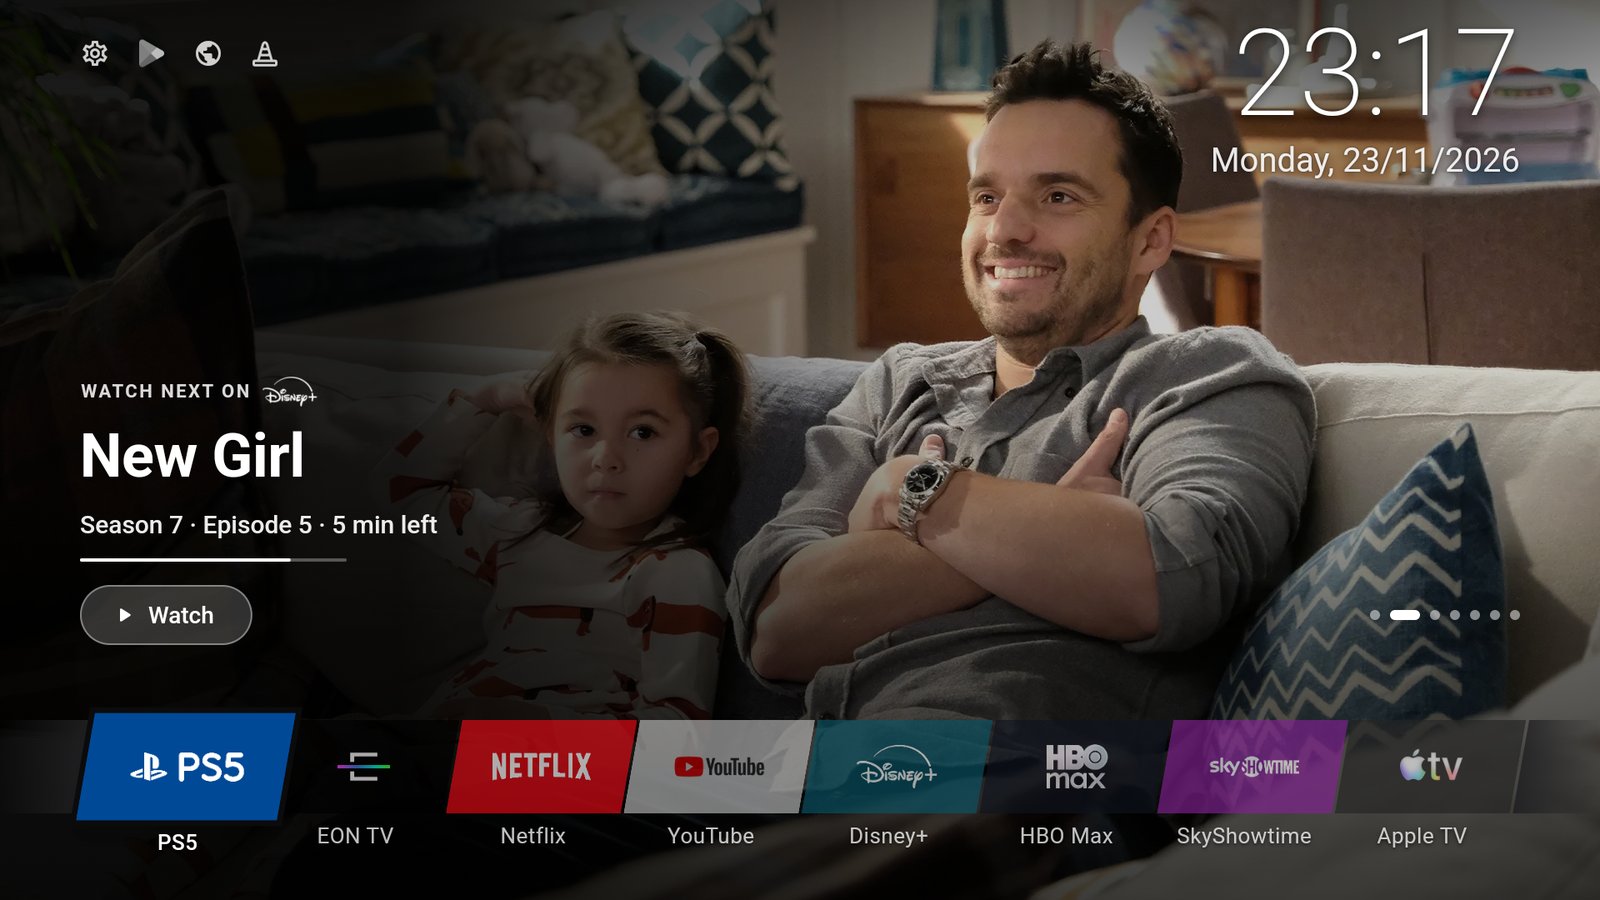 23:17
Monday, 23/11/2026
WATCH NEXT ON Disney+
New Girl
Season 7 · Episode 5 · 5 min left
Watch
PS5
NETFLIX
YouTube
Disney+
HBO max
sky SHOWTIME
tv
PS5
EON TV
Netflix
YouTube
Disney+
HBO Max
SkyShowtime
Apple TV